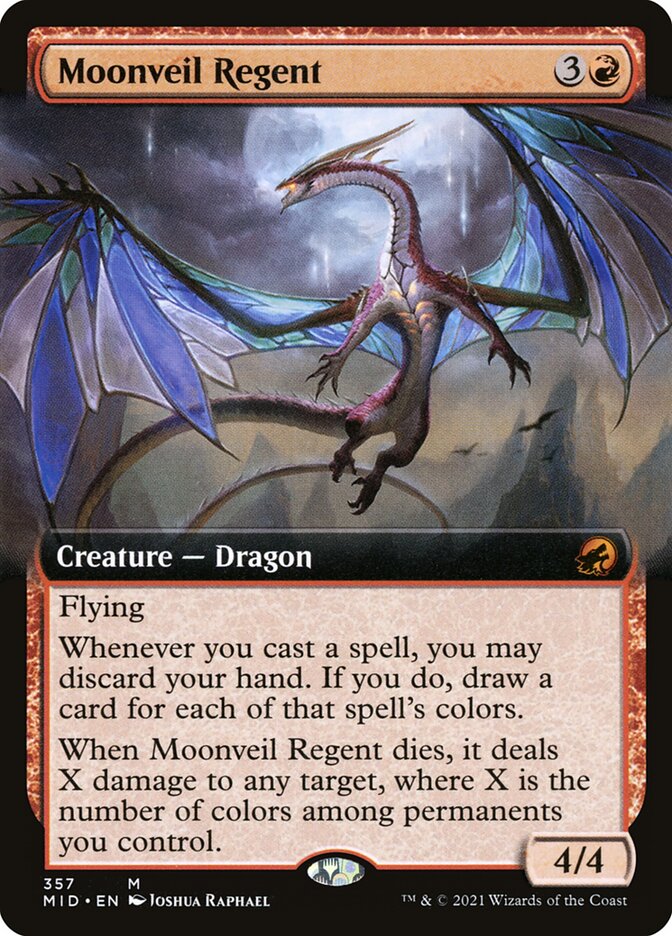 Moonveil Regent 3
Creature — Dragon
Flying
Whenever you cast a spell, you may
discard your hand. If you do, draw a
card for each of that spell's colors.
When Moonveil Regent dies, it deals
X damage to any target, where X is the
number of colors among permanents
you control.
4/4
357 M
MID • EN Joshua Raphael
™ & © 2021 Wizards of the Coast